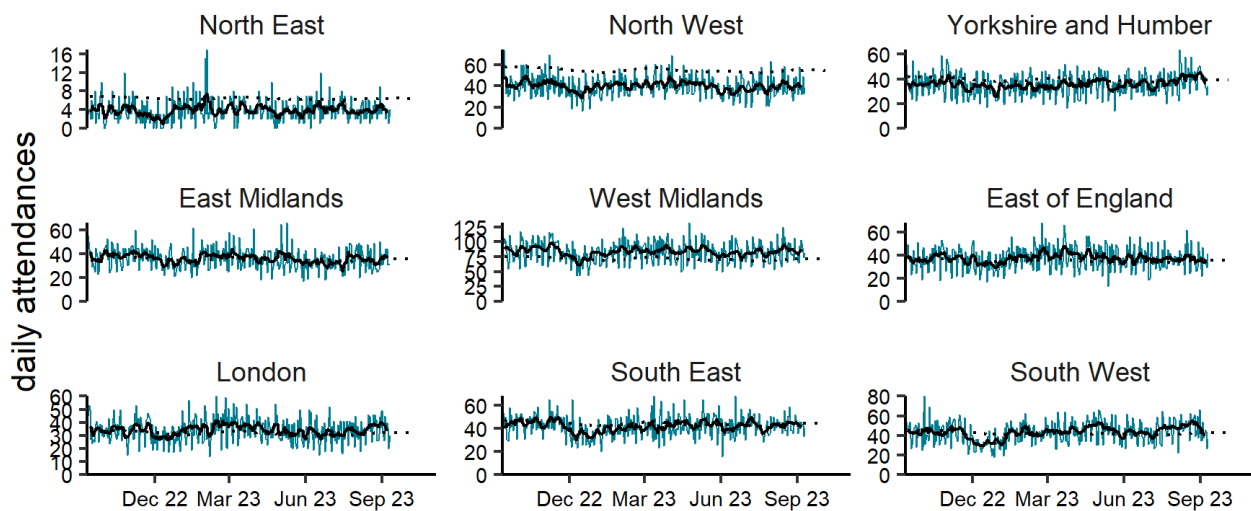 North East North West Yorkshire and Humber
16 60 60
12 40 40
8 20 20
4 0 0
0
daily attendances
East Midlands West Midlands East of England
60 125 60
40 100 40
20 75 20
0 50 0
25
0
London South East South West
60 60 80
50 40 60
40 20 40
30 0 20
20 0
10
0
Dec 22 Mar 23 Jun 23 Sep 23 Dec 22 Mar 23 Jun 23 Sep 23 Dec 22 Mar 23 Jun 23 Sep 23